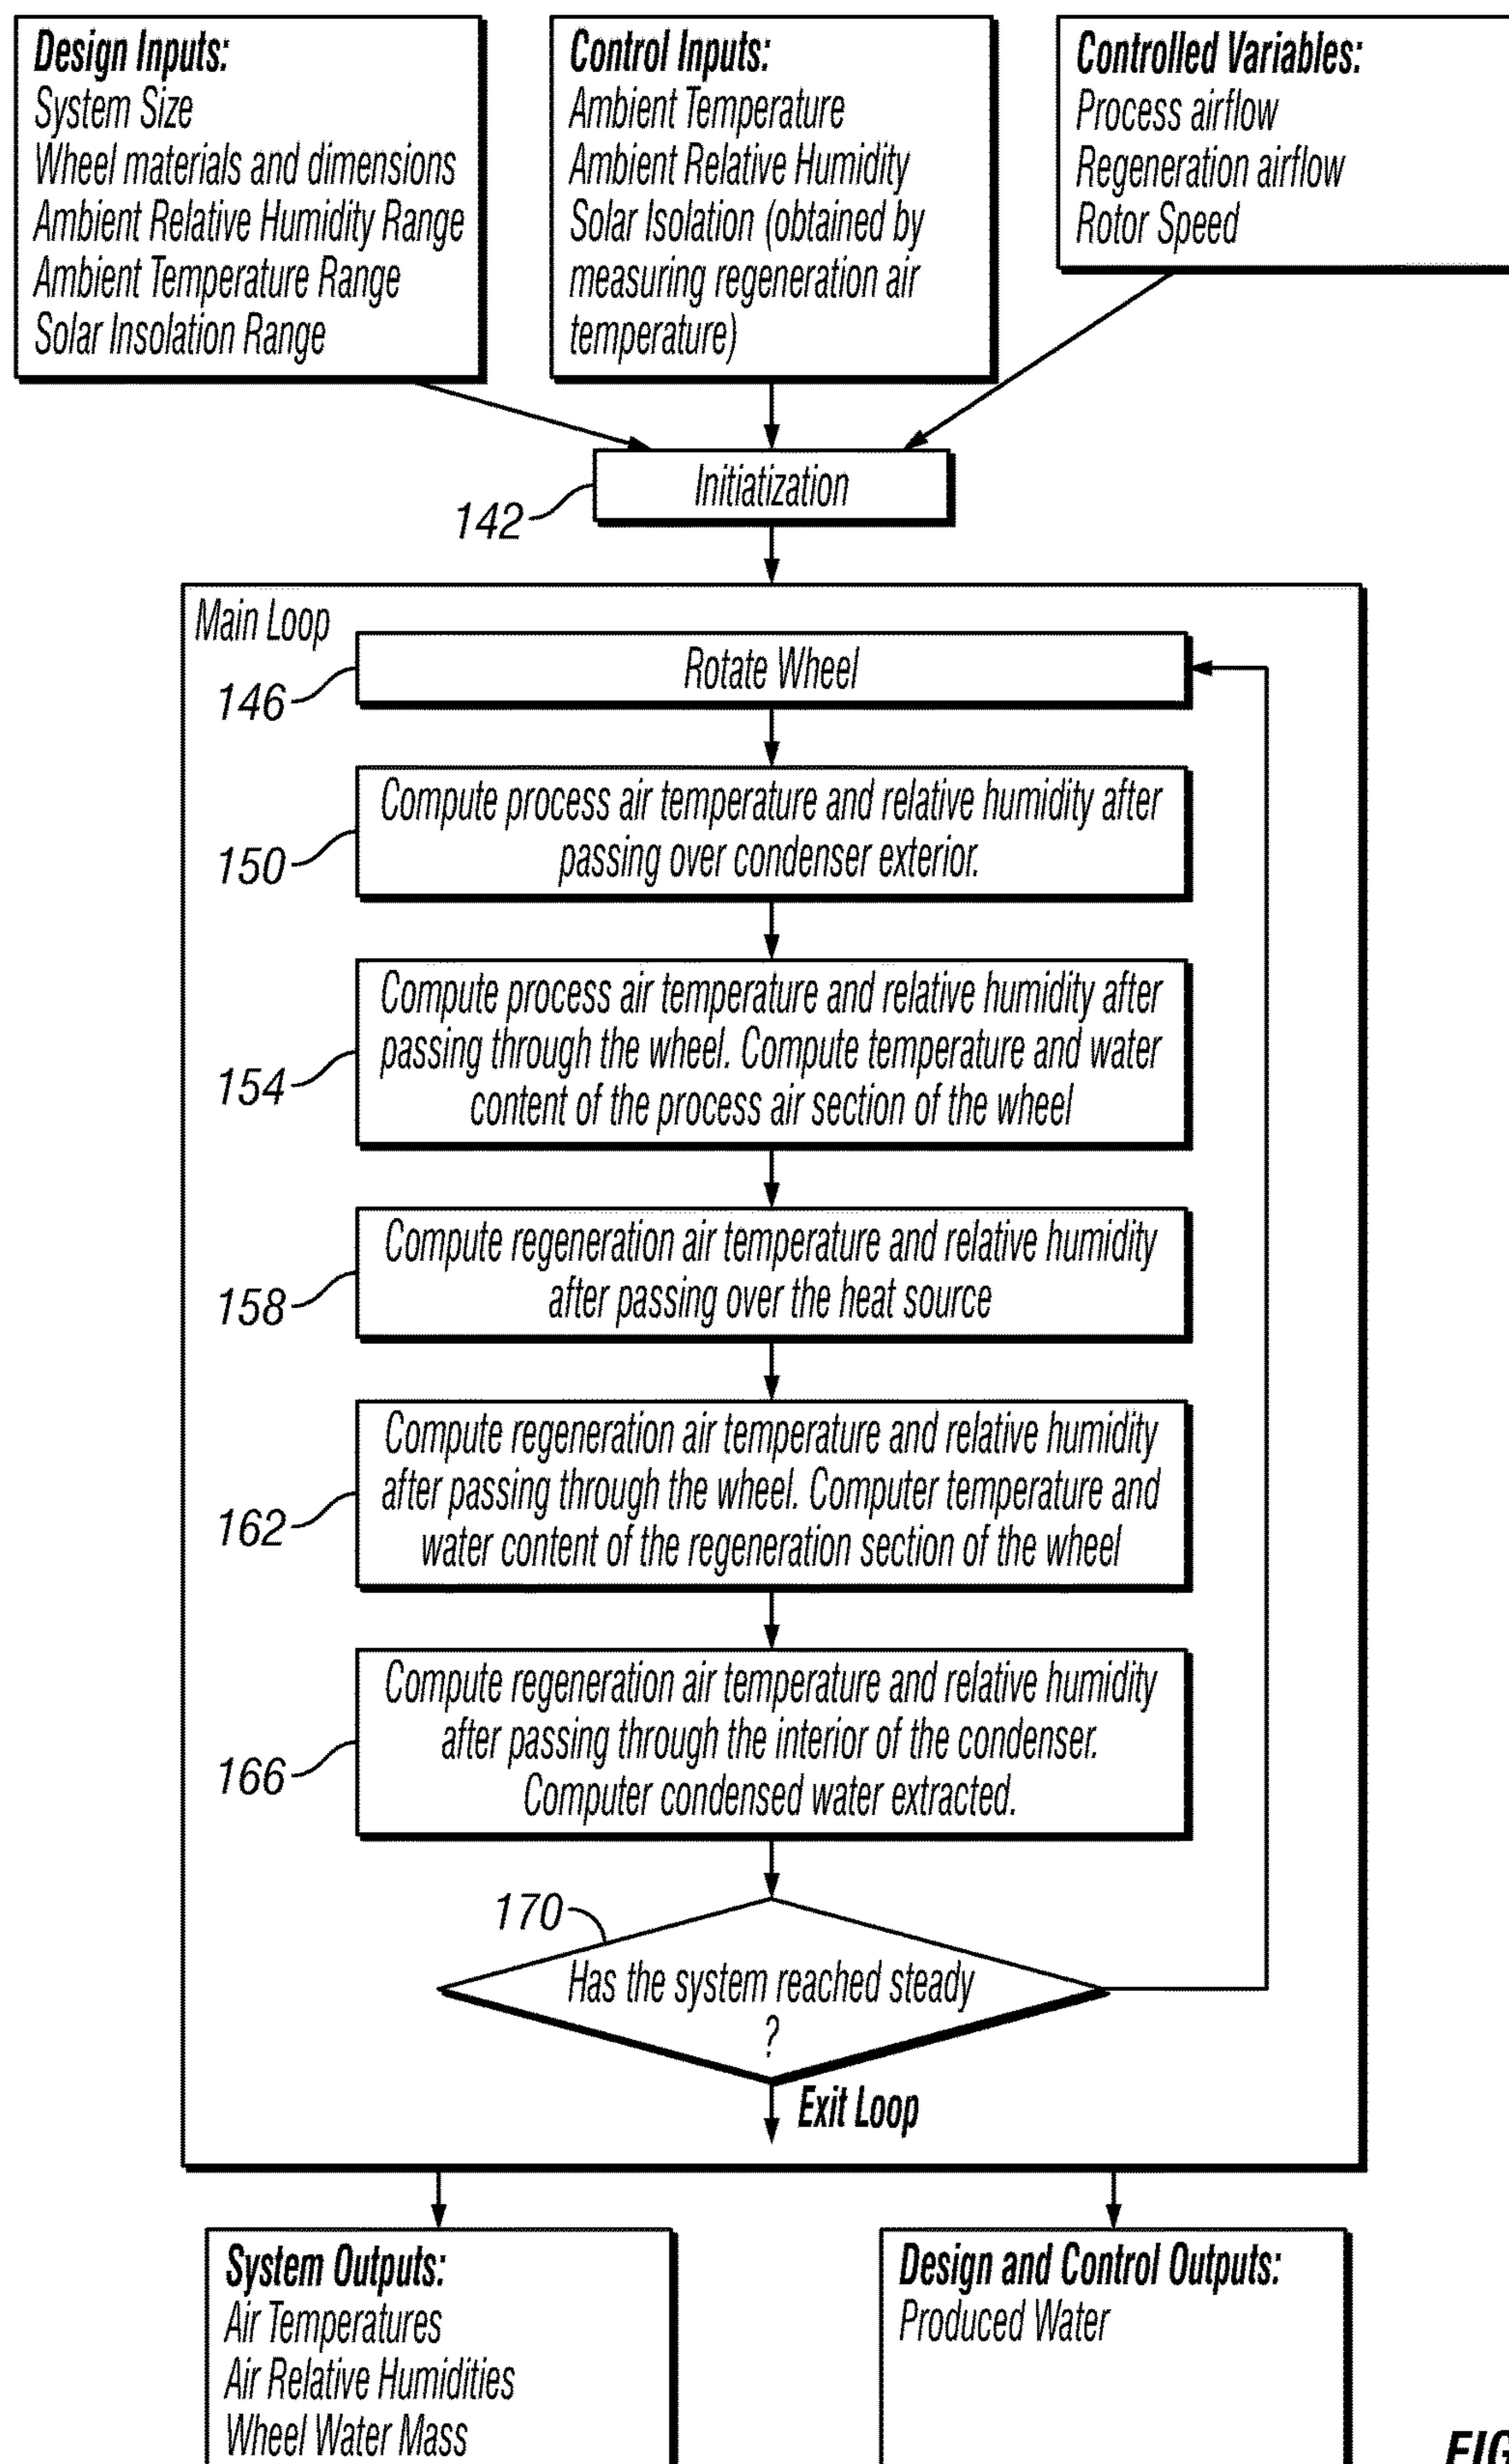 Design Inputs:
System Size
Wheel materials and dimensions
Ambient Relative Humidity Range
Ambient Temperature Range
Solar Insolation Range
Control Inputs:
Ambient Temperature
Ambient Relative Humidity
Solar Isolation (obtained by
measuring regeneration air
temperature)
Controlled Variables:
Process airflow
Regeneration airflow
Rotor Speed
Initiatization
142
Main Loop
Rotate Wheel
146
Compute process air temperature and relative humidity after
passing over condenser exterior.
150
Compute process air temperature and relative humidity after
passing through the wheel. Compute temperature and water
content of the process air section of the wheel
154
Compute regeneration air temperature and relative humidity
after passing over the heat source
158
Compute regeneration air temperature and relative humidity
after passing through the wheel. Computer temperature and
water content of the regeneration section of the wheel
162
Compute regeneration air temperature and relative humidity
after passing through the interior of the condenser.
Computer condensed water extracted.
166
170
Has the system reached steady
?
Exit Loop
System Outputs:
Air Temperatures
Air Relative Humidities
Wheel Water Mass
Design and Control Outputs:
Produced Water
FIG